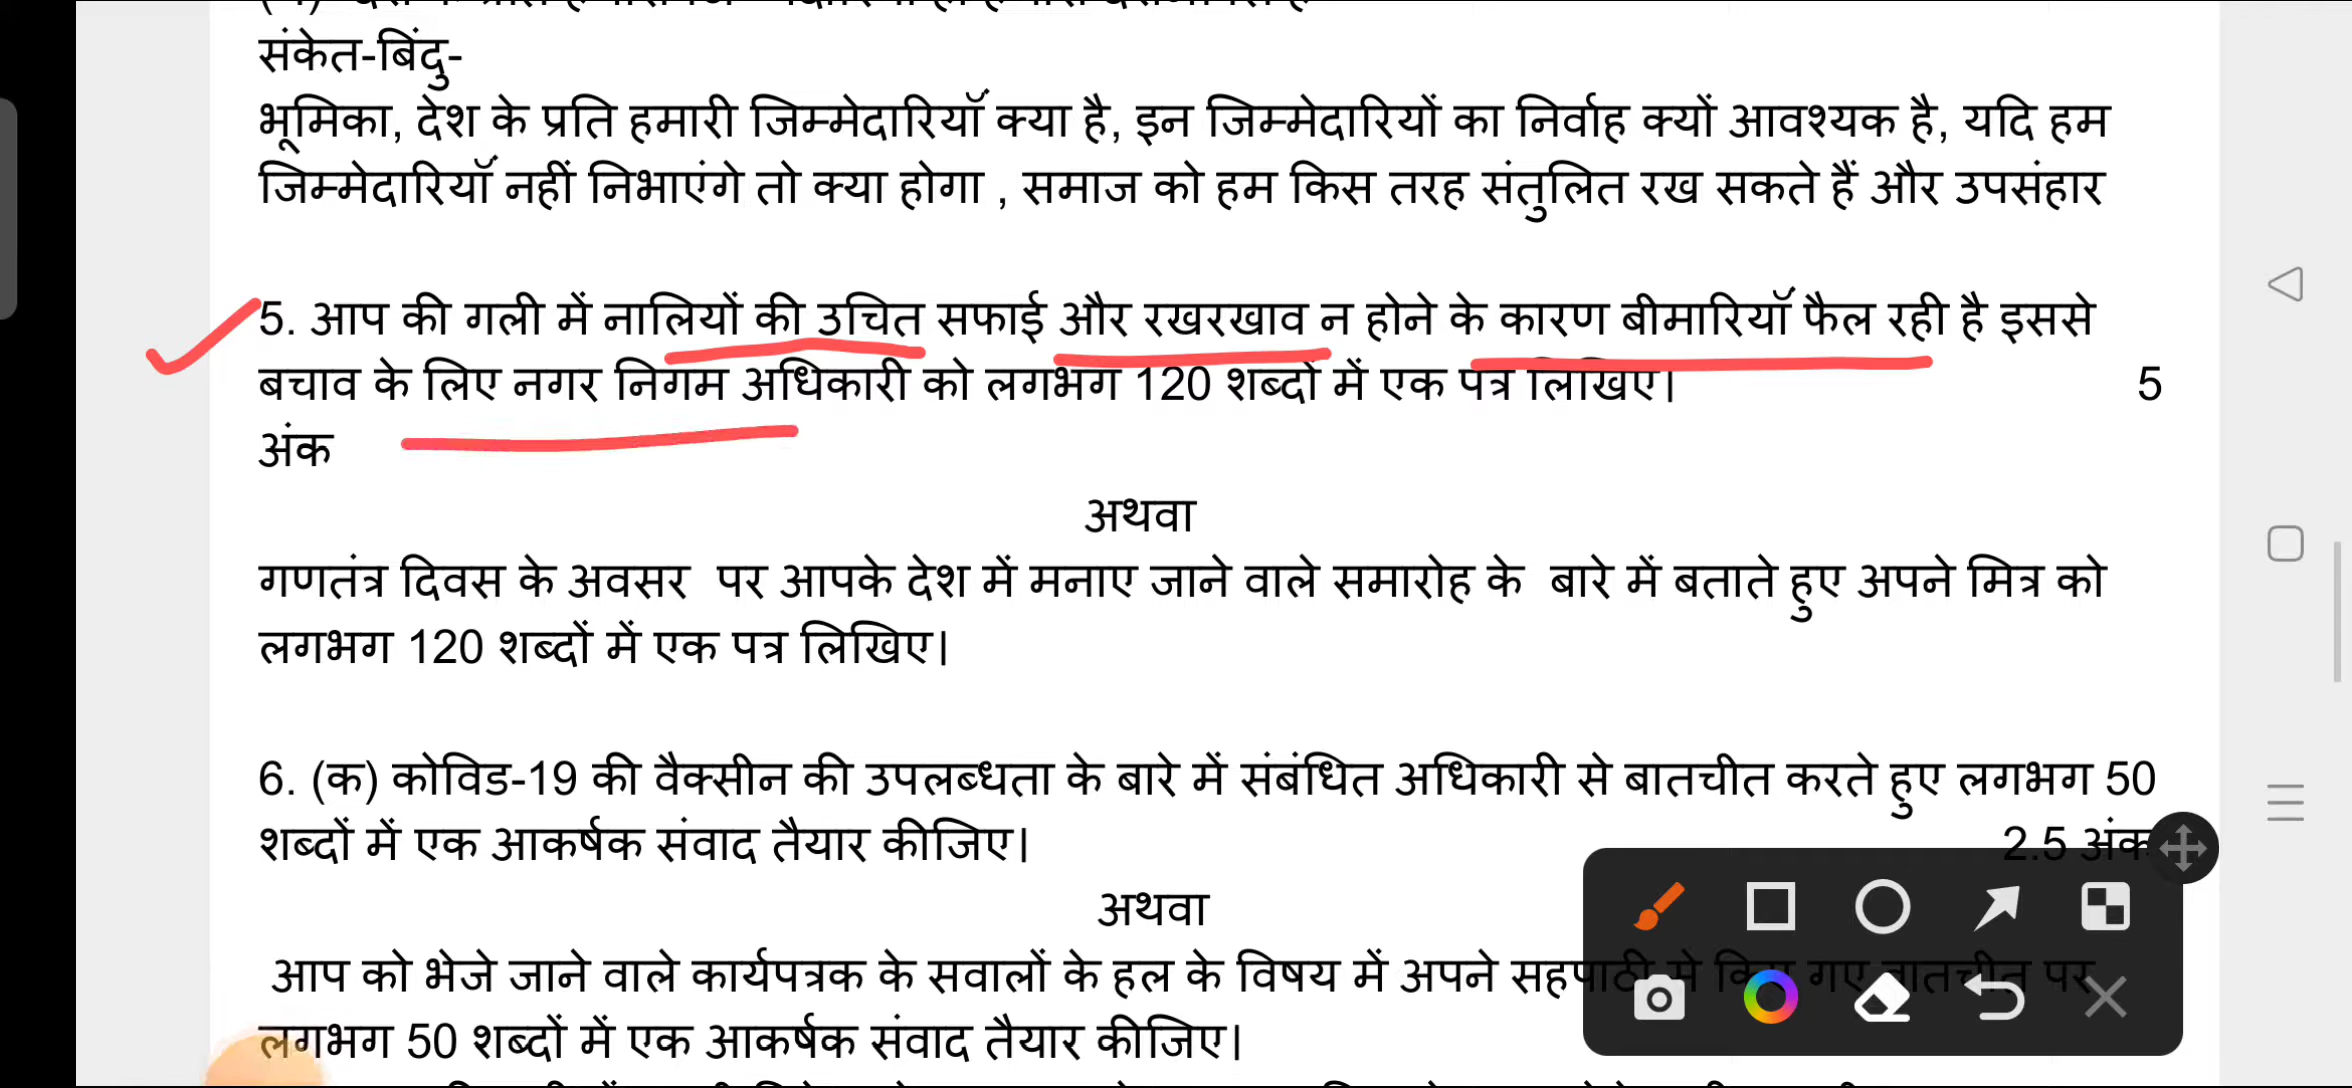 संकेत-बिंदु-
भूमिका, देश के प्रति हमारी जिम्मेदारियॉं क्या है, इन जिम्मेदारियों का निर्वाह क्यों आवश्यक है, यदि हम
जिम्मेदारियॉं नहीं निभाएंगे तो क्या होगा , समाज को हम किस तरह संतुलित रख सकते हैं और उपसंहार
5. आप की गली में नालियों की उचित सफाई और रखरखाव न होने के कारण बीमारियॉं फैल रही है इससे
बचाव के लिए नगर निगम अधिकारी को लगभग 120 शब्दों में एक पत्र लिखिए। 5
अंक
अथवा
गणतंत्र दिवस के अवसर पर आपके देश में मनाए जाने वाले समारोह के बारे में बताते हुए अपने मित्र को
लगभग 120 शब्दों में एक पत्र लिखिए।
6. (क) कोविड-19 की वैक्सीन की उपलब्धता के बारे में संबंधित अधिकारी से बातचीत करते हुए लगभग 50
शब्दों में एक आकर्षक संवाद तैयार कीजिए। 2.5 अंक
अथवा
आप को भेजे जाने वाले कार्यपत्रक के सवालों के हल के विषय में अपने सहपाठी से किए गए वातचीत पर
लगभग 50 शब्दों में एक आकर्षक संवाद तैयार कीजिए।